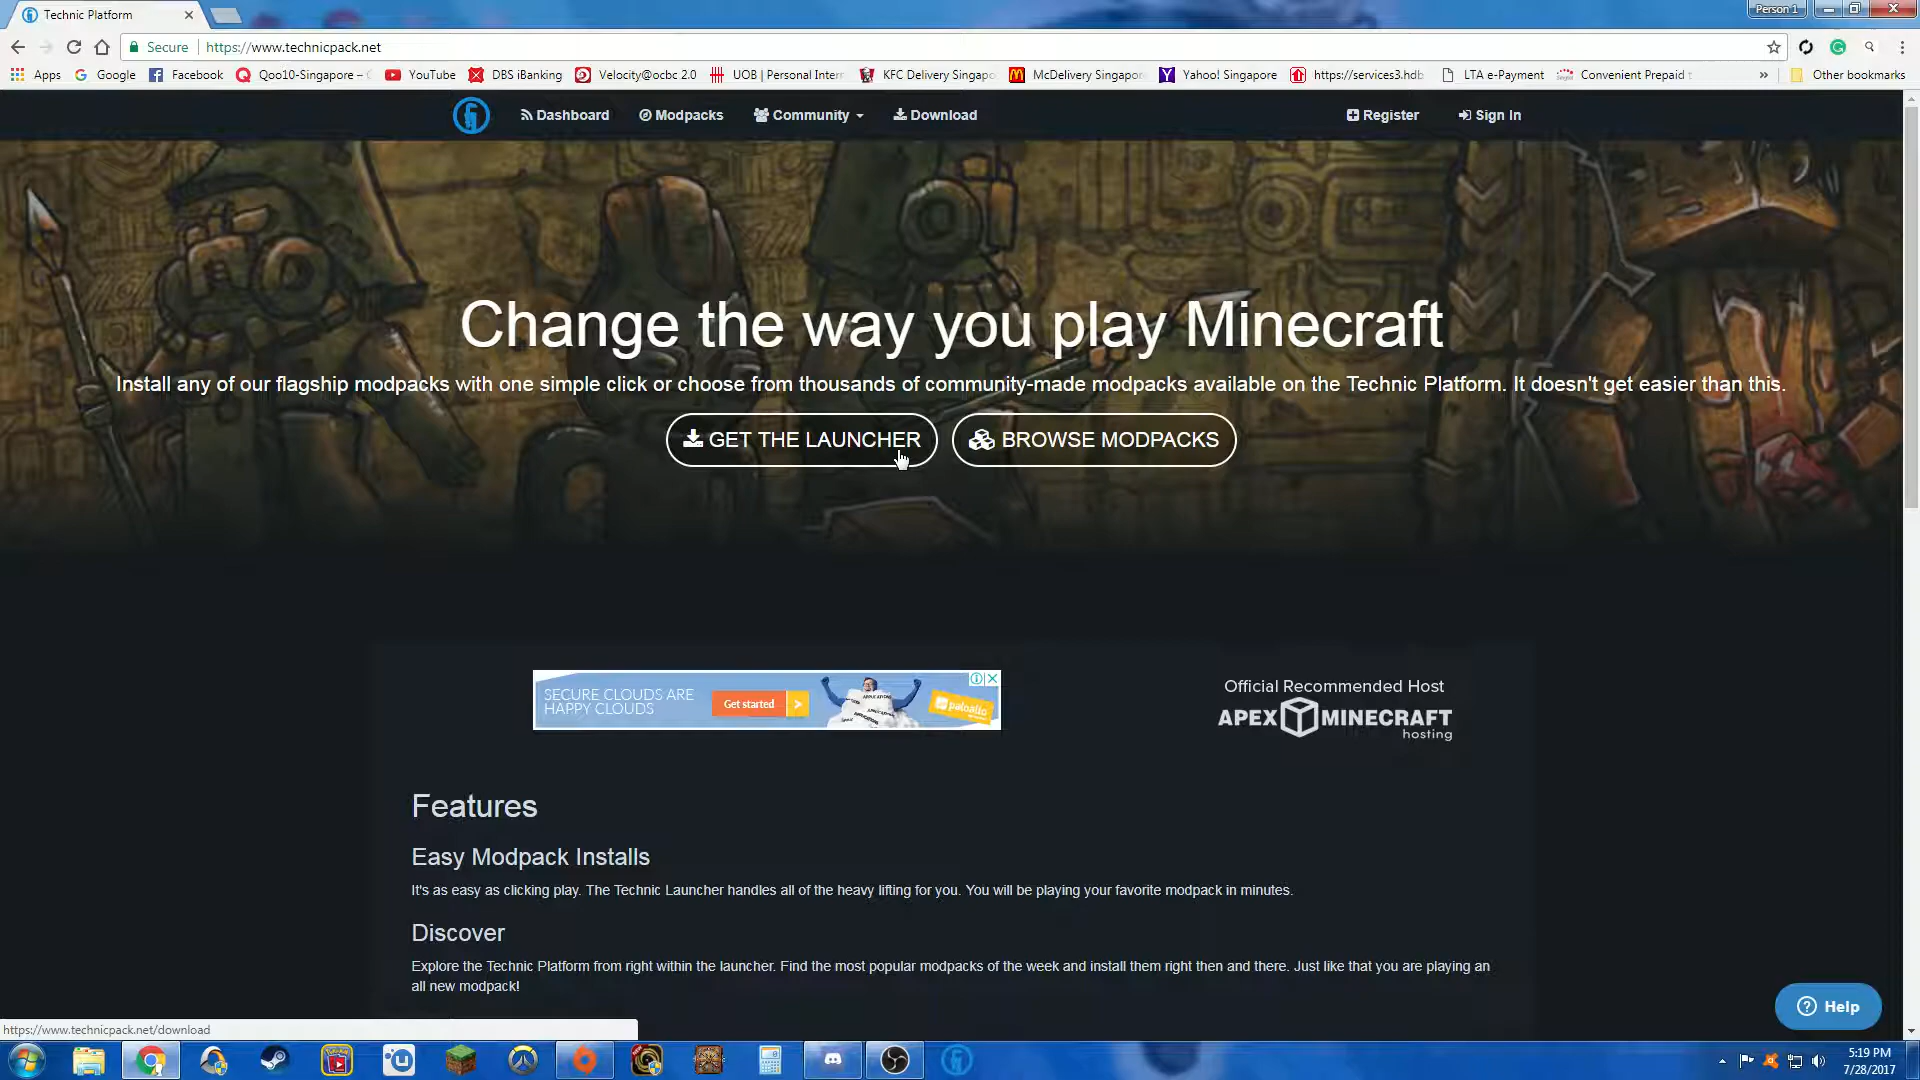 Technic Platform
Person 1
Secure https://www.technicpack.net
Apps Google Facebook Qoo10-Singapore – YouTube DBS iBanking Velocity@ocbc 2.0 UOB | Personal Intern KFC Delivery Singapo McDelivery Singapore Yahoo! Singapore https://services3.hdb LTA e-Payment Convenient Prepaid » Other bookmarks
Dashboard Modpacks Community Download Register Sign In
Change the way you play Minecraft
Install any of our flagship modpacks with one simple click or choose from thousands of community-made modpacks available on the Technic Platform. It doesn't get easier than this.
GET THE LAUNCHER BROWSE MODPACKS
SECURE CLOUDS ARE
HAPPY CLOUDS
Get started
paloalto
Official Recommended Host
APEX MINECRAFT
hosting
Features
Easy Modpack Installs
It's as easy as clicking play. The Technic Launcher handles all of the heavy lifting for you. You will be playing your favorite modpack in minutes.
Discover
Explore the Technic Platform from right within the launcher. Find the most popular modpacks of the week and install them right then and there. Just like that you are playing an
all new modpack!
Help
https://www.technicpack.net/download
5:19 PM
7/28/2017